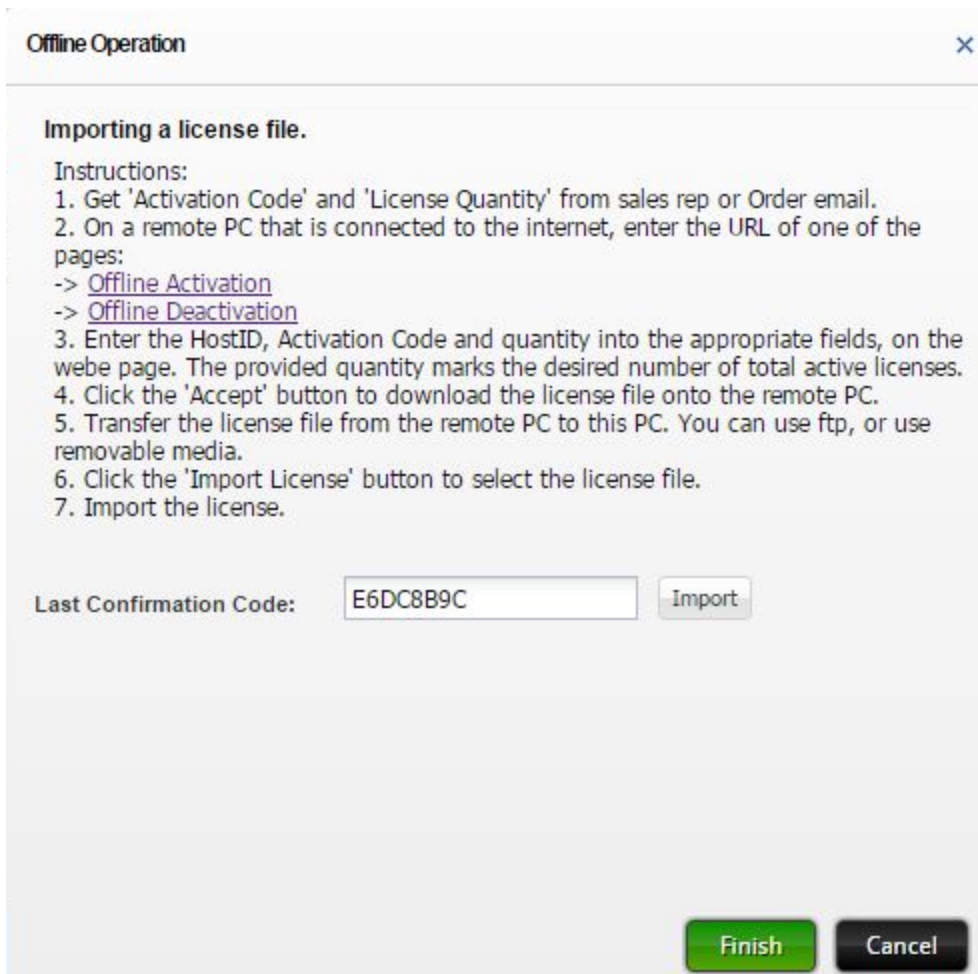 Offline Operation
×
Importing a license file.
Instructions:
1. Get 'Activation Code' and 'License Quantity' from sales rep or Order email.
2. On a remote PC that is connected to the internet, enter the URL of one of the
pages:
-> Offline Activation
-> Offline Deactivation
3. Enter the HostID, Activation Code and quantity into the appropriate fields, on the
webe page. The provided quantity marks the desired number of total active licenses.
4. Click the 'Accept' button to download the license file onto the remote PC.
5. Transfer the license file from the remote PC to this PC. You can use ftp, or use
removable media.
6. Click the 'Import License' button to select the license file.
7. Import the license.
Last Confirmation Code: E6DC8B9C Import
Finish Cancel